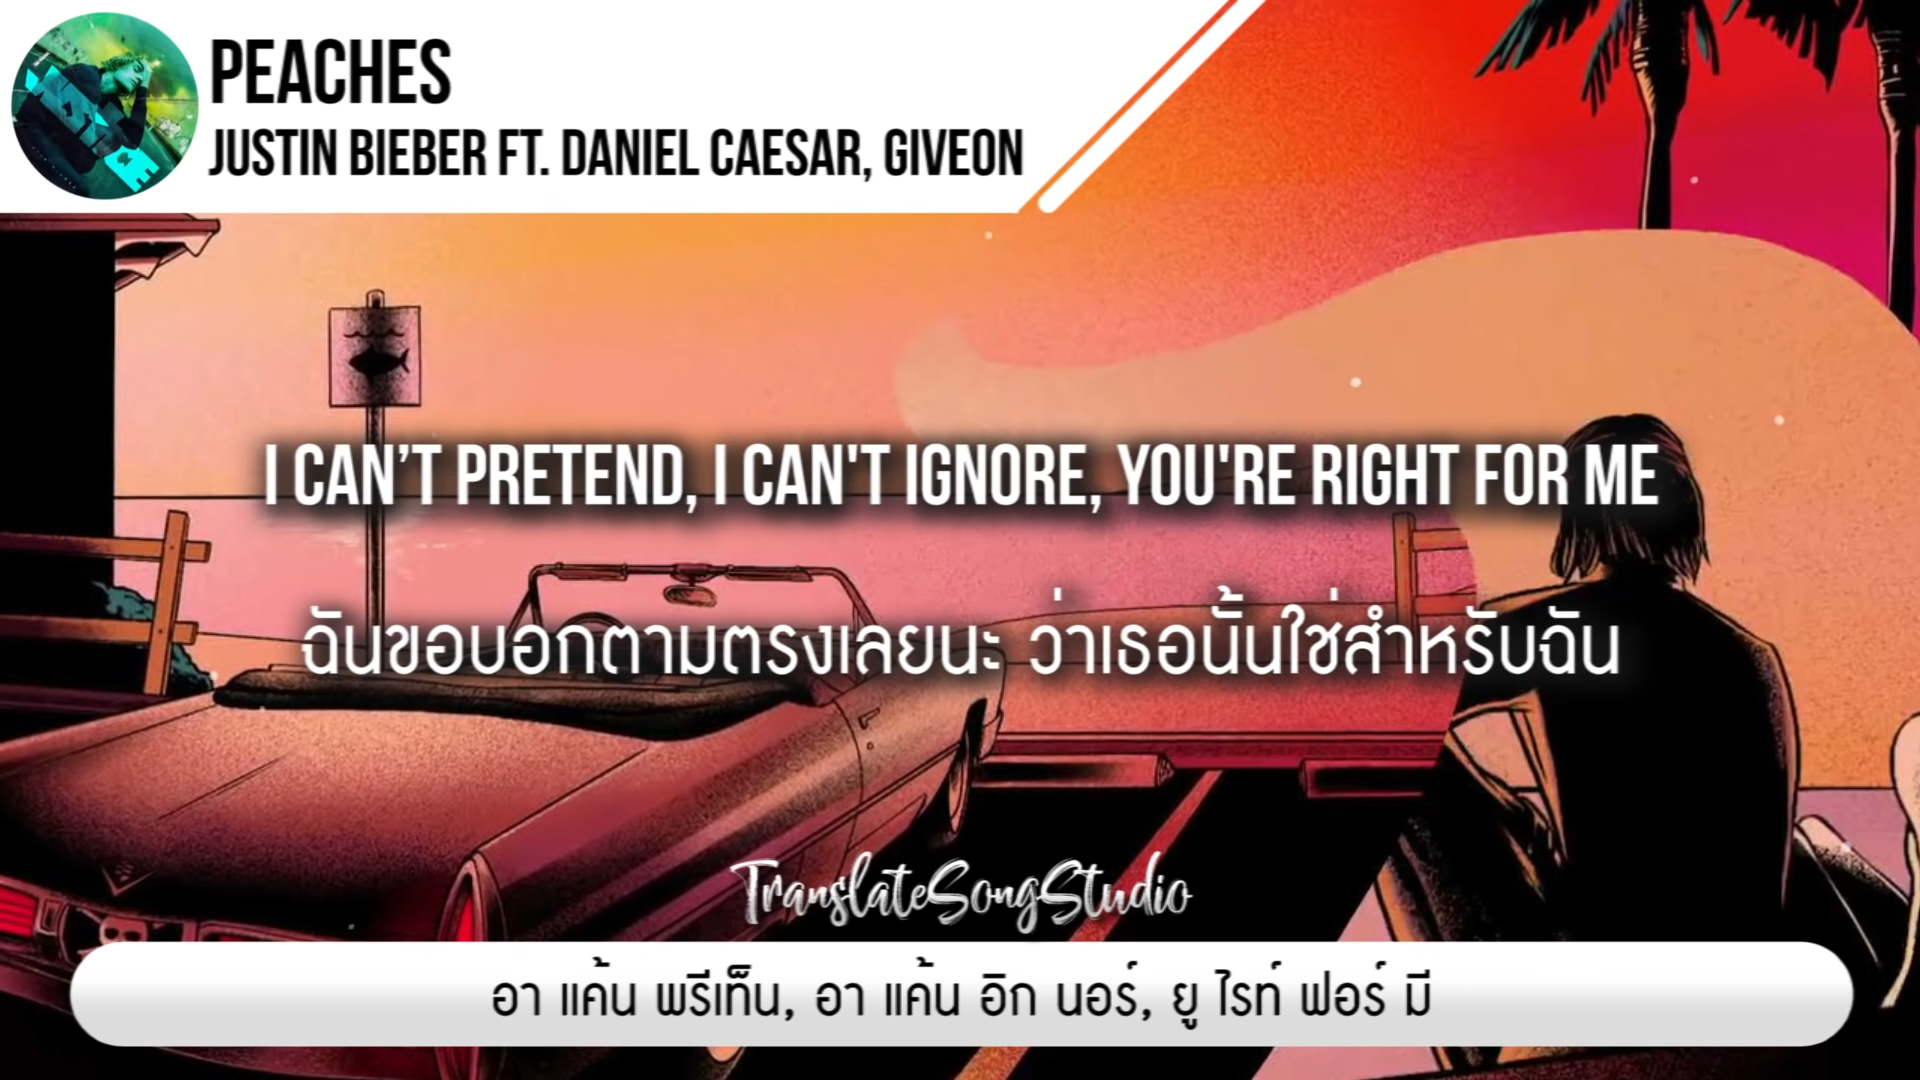 PEACHES
JUSTIN BIEBER FT. DANIEL CAESAR, GIVEON
I CAN’T PRETEND, I CAN'T IGNORE, YOU'RE RIGHT FOR ME
ฉันขอบอกตามตรงเลยนะ ว่าเธอนั้นใช่สำหรับฉัน
TranslateSongStudio
อา แค้น พรีเท็น, อา แค้น อิก นอร์, ยู ไรท์ ฟอร์ มี